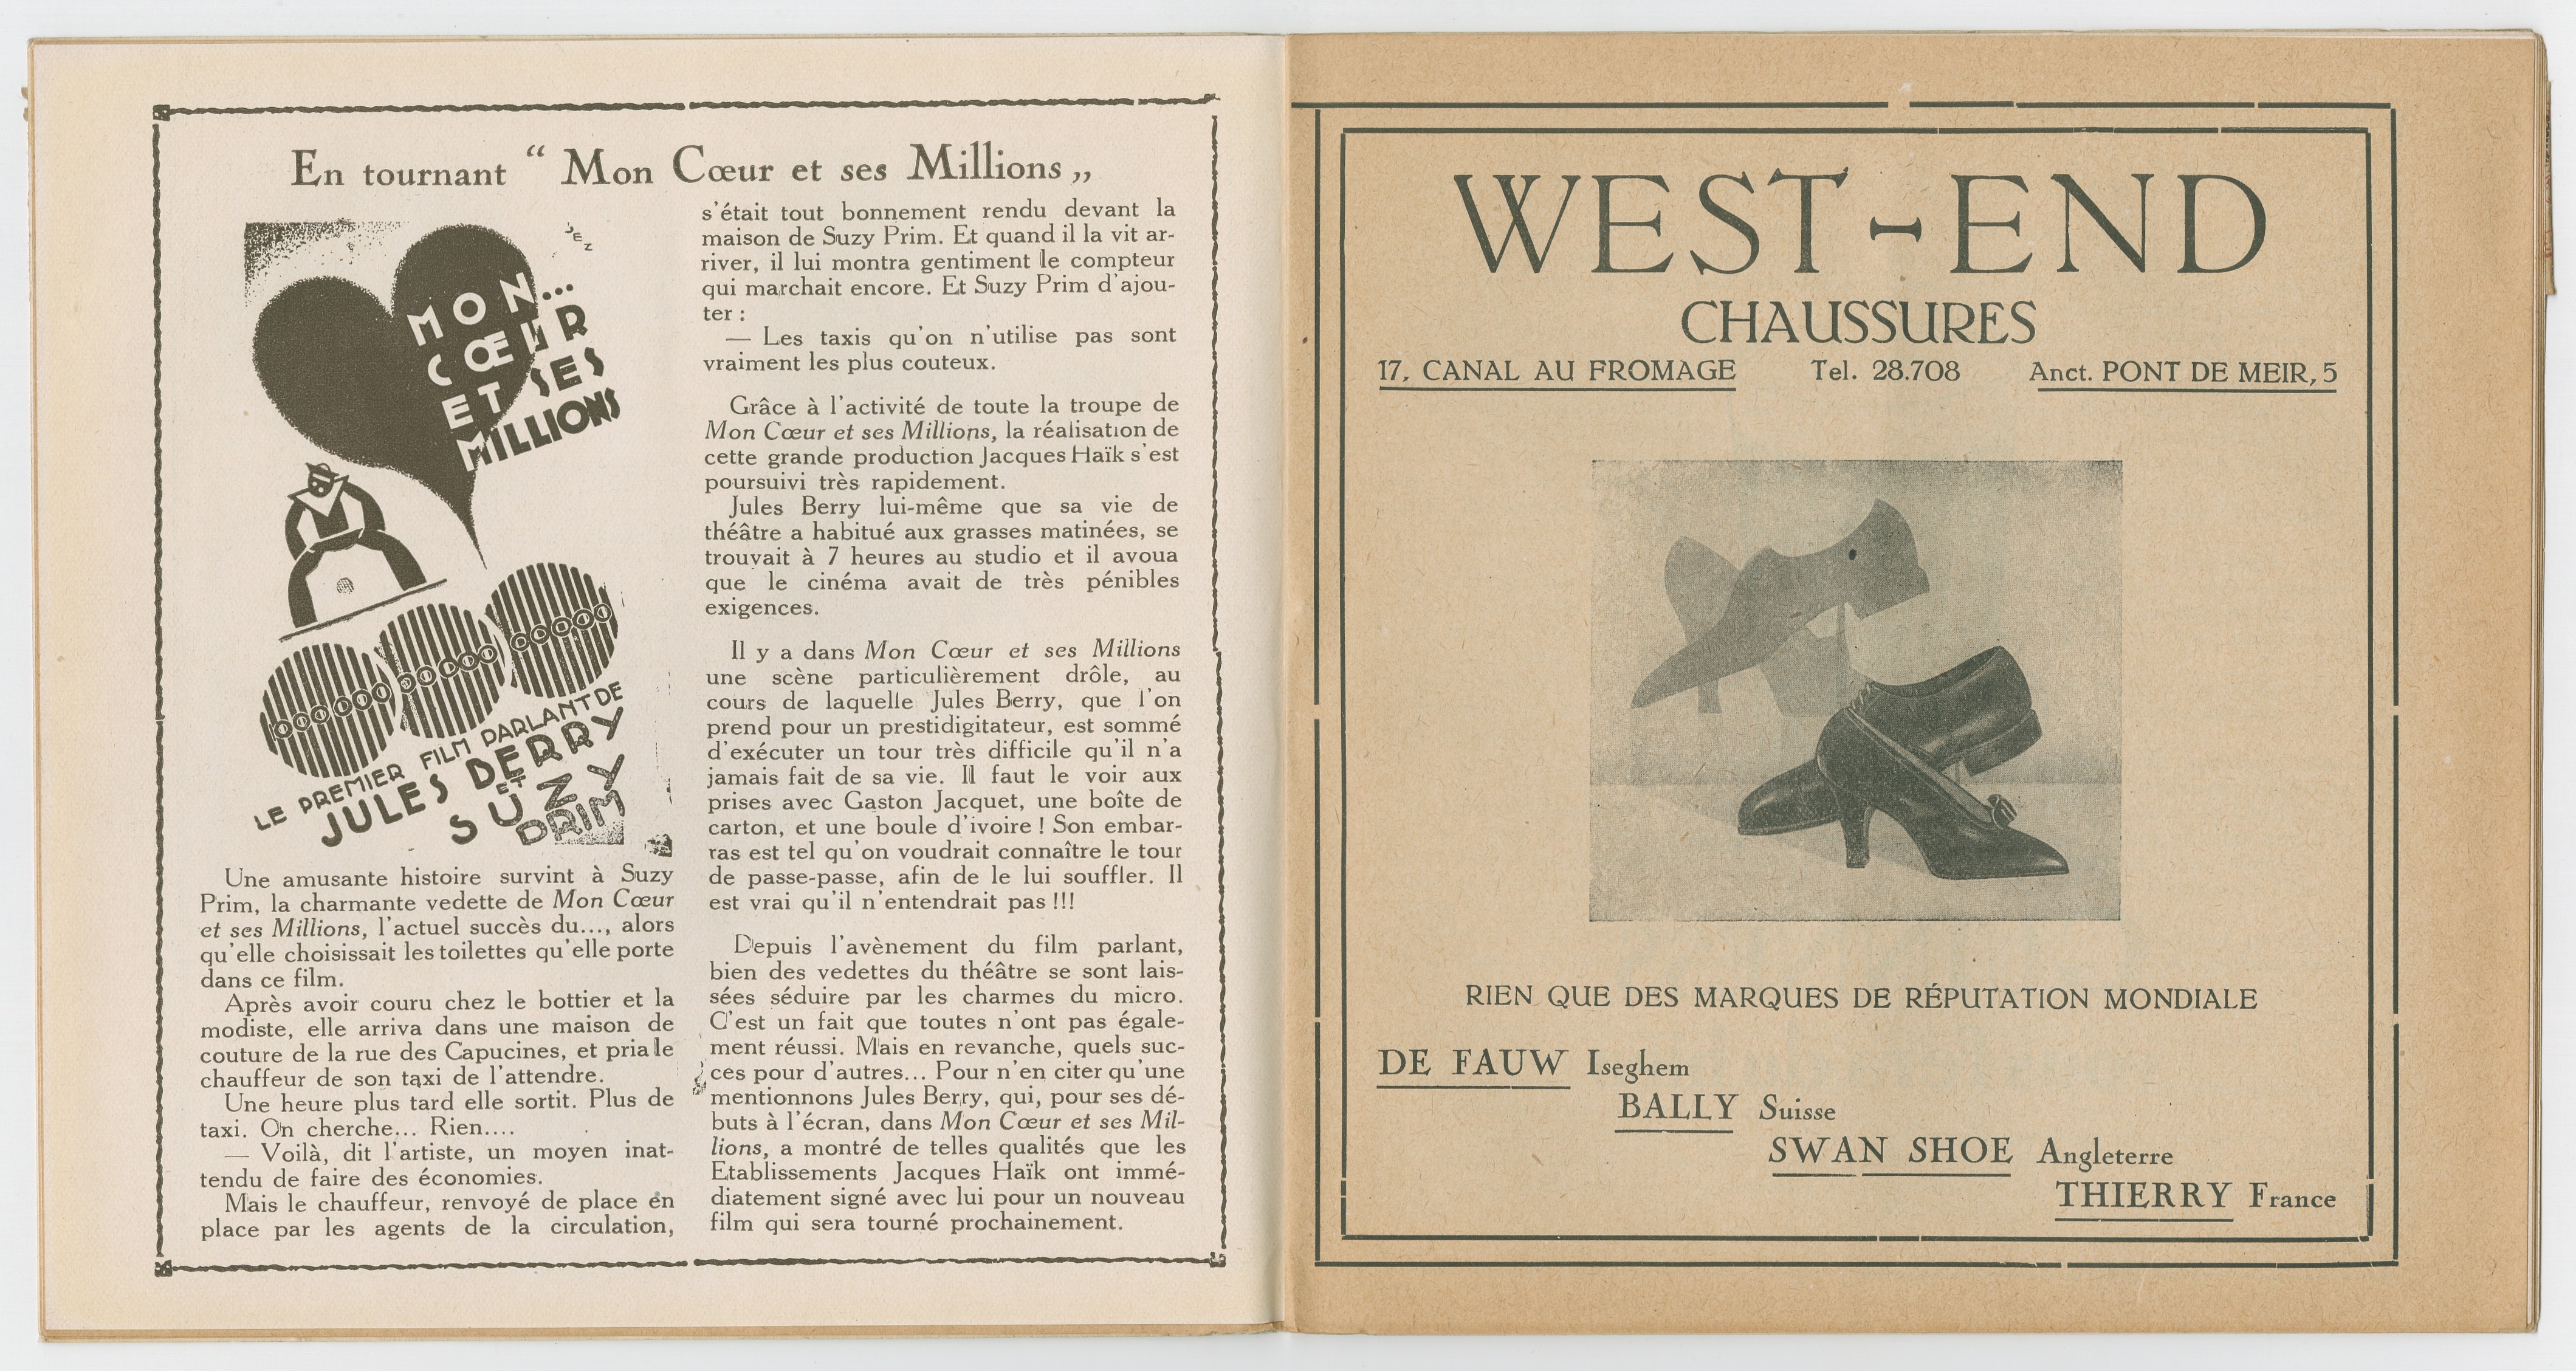 En tournant “ Mon Cœur et ses Millions „
JEZ
MON...
CŒUR
ET SES
MILLIONS
LE PREMIER FILM PARLANT DE
JULES BERRY
ET
SUZY
PRIM
Une amusante histoire survint à Suzy
Prim, la charmante vedette de Mon Cœur
et ses Millions, l'actuel succès du..., alors
qu'elle choisissait les toilettes qu'elle porte
dans ce film.
Après avoir couru chez le bottier et la
modiste, elle arriva dans une maison de
couture de la rue des Capucines, et pria le
chauffeur de son taxi de l'attendre.
Une heure plus tard elle sortit. Plus de
taxi. On cherche... Rien....
— Voilà, dit l'artiste, un moyen inat-
tendu de faire des économies.
Mais le chauffeur, renvoyé de place en
place par les agents de la circulation,
s'était tout bonnement rendu devant la
maison de Suzy Prim. Et quand il la vit ar-
river, il lui montra gentiment le compteur
qui marchait encore. Et Suzy Prim d'ajou-
ter :
— Les taxis qu'on n'utilise pas sont
vraiment les plus couteux.
Grâce à l'activité de toute la troupe de
Mon Cœur et ses Millions, la réalisation de
cette grande production Jacques Haïk s'est
poursuivi très rapidement.
Jules Berry lui-même que sa vie de
théâtre a habitué aux grasses matinées, se
trouvait à 7 heures au studio et il avoua
que le cinéma avait de très pénibles
exigences.
Il y a dans Mon Cœur et ses Millions
une scène particulièrement drôle, au
cours de laquelle Jules Berry, que l'on
prend pour un prestidigitateur, est sommé
d'exécuter un tour très difficile qu'il n'a
jamais fait de sa vie. Il faut le voir aux
prises avec Gaston Jacquet, une boîte de
carton, et une boule d'ivoire ! Son embar-
ras est tel qu'on voudrait connaître le tour
de passe-passe, afin de le lui souffler. Il
est vrai qu'il n'entendrait pas !!!
Depuis l'avènement du film parlant,
bien des vedettes du théâtre se sont lais-
sées séduire par les charmes du micro.
C'est un fait que toutes n'ont pas égale-
ment réussi. Mais en revanche, quels suc-
ces pour d'autres... Pour n'en citer qu'une
mentionnons Jules Berry, qui, pour ses dé-
buts à l'écran, dans Mon Cœur et ses Mil-
lions, a montré de telles qualités que les
Etablissements Jacques Haïk ont immé-
diatement signé avec lui pour un nouveau
film qui sera tourné prochainement.
WEST-END
CHAUSSURES
17, CANAL AU FROMAGE Tel. 28.708 Anct. PONT DE MEIR, 5
RIEN QUE DES MARQUES DE RÉPUTATION MONDIALE
DE FAUW Iseghem
BALLY Suisse
SWAN SHOE Angleterre
THIERRY France